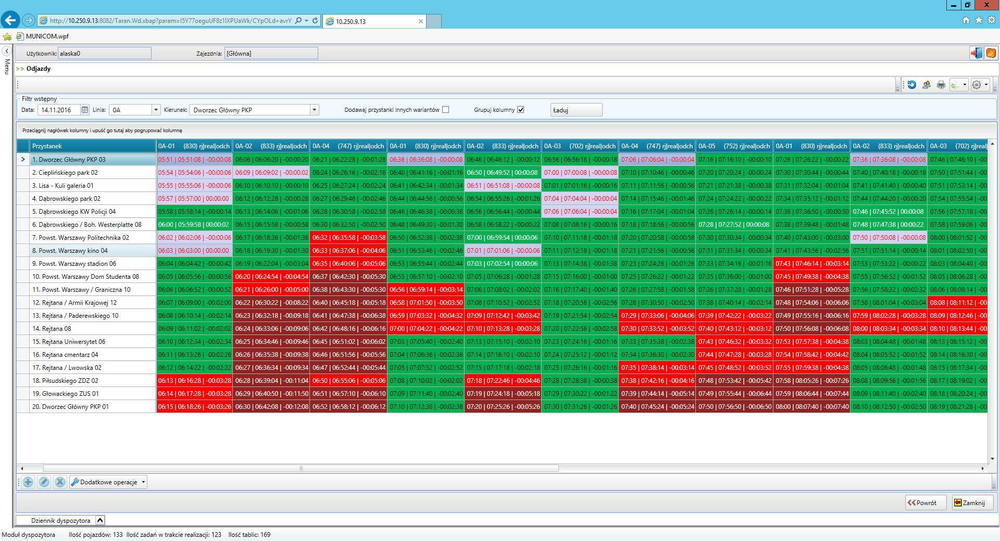 http://10.250.9.13:8082/Taran.Wd.xbap?param=I5Y77oeguUF8z1IXPUaWk/CYpOLd+avrY 10.250.9.13
MUNICOM.wpf
Menu
Użytkownik: alaska0 Zajezdnia: [Główna]
>> Odjazdy
Filtr wstępny
Data: 14.11.2016 Linia: 0A Kierunek: Dworzec Główny PKP Dodawaj przystanki innych wariantów Grupuj kolumny Ładuj
Przeciągnij nagłówek kolumny i upuść go tutaj aby pogrupować kolumnę
Przystanek 0A-01 (830) rj|real|odch 0A-02 (833) rj|real|odch 0A-04 (747) rj|real|odch 0A-01 (830) rj|real|odch 0A-02 (833) rj|real|odch 0A-03 (702) rj|real|odch 0A-04 (747) rj|real|odch 0A-05 (752) rj|real|odch 0A-01 (830) rj|real|odch 0A-02 (833) rj|real|odch 0A-03 (702) rj|real
1. Dworzec Główny PKP 03 05:51 | 05:51:08 | -00:00:08 06:06 | 06:06:20 | -00:00:20 06:21 | 06:22:28 | -00:01:28 06:36 | 06:36:08 | -00:00:08 06:46 | 06:46:12 | -00:00:12 06:56 | 06:56:18 | -00:00:18 07:06 | 07:06:04 | -00:00:04 07:16 | 07:16:10 | -00:00:10 07:26 | 07:26:22 | -00:00:22 07:36 | 07:36:08 | -00:00:08 07:46 | 07:46:10 | -00
2. Cieplińskiego park 02 05:54 | 05:54:06 | -00:00:06 06:09 | 06:09:02 | -00:00:02 06:24 | 06:26:16 | -00:02:16 06:40 | 06:41:16 | -00:01:16 06:50 | 06:49:52 | 00:00:08 07:00 | 07:00:08 | -00:00:08 07:10 | 07:10:46 | -00:00:46 07:20 | 07:20:24 | -00:00:24 07:30 | 07:30:44 | -00:00:44 07:40 | 07:40:18 | -00:00:18 07:50 | 07:51:44 | -00
3. Lisa - Kuli galeria 01 05:55 | 05:55:06 | -00:00:06 06:10 | 06:10:10 | -00:00:10 06:25 | 06:27:24 | -00:02:24 06:41 | 06:42:34 | -00:01:34 06:51 | 06:51:08 | -00:00:08 07:01 | 07:01:16 | -00:00:16 07:11 | 07:11:56 | -00:00:56 07:21 | 07:21:38 | -00:00:38 07:31 | 07:32:04 | -00:01:04 07:41 | 07:41:40 | -00:00:40 07:51 | 07:53:14 | -00
4. Dąbrowskiego park 02 05:57 | 05:57:00 | 00:00:00 06:12 | 06:12:28 | -00:00:28 06:27 | 06:29:46 | -00:02:46 06:44 | 06:44:56 | -00:00:56 06:54 | 06:55:26 | -00:01:26 07:04 | 07:04:04 | -00:00:04 07:14 | 07:15:46 | -00:01:46 07:24 | 07:24:22 | -00:00:22 07:34 | 07:35:12 | -00:01:12 07:44 | 07:44:20 | -00:00:20 07:54 | 07:55:54 | -00
5. Dąbrowskiego KW Policji 04 05:58 | 05:58:14 | -00:00:14 06:13 | 06:14:06 | -00:01:06 06:28 | 06:30:58 | -00:02:58 06:46 | 06:46:38 | -00:00:38 06:56 | 06:56:44 | -00:00:44 07:06 | 07:06:04 | -00:00:04 07:16 | 07:17:04 | -00:01:04 07:26 | 07:26:14 | -00:00:14 07:36 | 07:36:50 | -00:00:50 07:46 | 07:45:52 | 00:00:08 07:56 | 07:57:18 | -00
6. Dąbrowskiego / Boh. Westerplatte 08 06:00 | 05:59:58 | 00:00:02 06:15 | 06:15:58 | -00:00:58 06:30 | 06:32:50 | -00:02:50 06:48 | 06:49:30 | -00:01:30 06:58 | 06:58:22 | -00:00:22 07:08 | 07:08:16 | -00:00:16 07:18 | 07:18:56 | -00:00:56 07:28 | 07:27:52 | 00:00:08 07:38 | 07:39:48 | -00:01:48 07:48 | 07:47:38 | 00:00:22 07:58 | 07:59:06 | -00
7. Powst. Warszawy Politechnika 02 06:02 | 06:02:06 | -00:00:06 06:17 | 06:18:36 | -00:01:36 06:32 | 06:35:58 | -00:03:58 06:50 | 06:52:38 | -00:02:38 07:00 | 06:59:54 | 00:00:06 07:10 | 07:11:18 | -00:01:18 07:20 | 07:20:58 | -00:00:58 07:30 | 07:30:34 | -00:00:34 07:40 | 07:43:00 | -00:03:00 07:50 | 07:50:08 | -00:00:08 08:00 | 08:01:52 | -00
8. Powst. Warszawy kino 04 06:03 | 06:03:00 | 00:00:00 06:18 | 06:19:30 | -00:01:30 06:33 | 06:37:06 | -00:04:06 06:51 | 06:53:46 | -00:02:46 07:01 | 07:01:06 | -00:00:06 07:11 | 07:12:18 | -00:01:18 07:21 | 07:21:56 | -00:00:56 07:31 | 07:31:34 | -00:00:34 07:41 | 07:43:56 | -00:02:56 07:51 | 07:51:14 | -00:00:14 08:01 | 08:02:50 | -00
9. Powst. Warszawy stadion 06 06:04 | 06:04:42 | -00:00:42 06:19 | 06:22:04 | -00:03:04 06:35 | 06:40:06 | -00:05:06 06:53 | 06:55:44 | -00:02:44 07:03 | 07:02:54 | 00:00:06 07:13 | 07:14:38 | -00:01:38 07:23 | 07:24:26 | -00:01:26 07:33 | 07:34:16 | -00:01:16 07:43 | 07:46:14 | -00:03:14 07:53 | 07:53:22 | -00:00:22 08:03 | 08:04:40 | -00
10. Powst. Warszawy Dom Studenta 08 06:05 | 06:05:56 | -00:00:56 06:20 | 06:24:54 | -00:04:54 06:37 | 06:42:30 | -00:05:30 06:55 | 06:57:10 | -00:02:10 07:05 | 07:06:28 | -00:01:28 07:15 | 07:16:00 | -00:01:00 07:25 | 07:26:22 | -00:01:22 07:35 | 07:36:00 | -00:01:00 07:45 | 07:49:38 | -00:04:38 07:55 | 07:56:52 | -00:01:52 08:05 | 08:06:28 | -00
11. Powst. Warszawy / Graniczna 10 06:06 | 06:06:52 | -00:00:52 06:21 | 06:26:00 | -00:05:00 06:38 | 06:43:30 | -00:05:30 06:56 | 06:59:14 | -00:03:14 07:06 | 07:08:02 | -00:02:02 07:16 | 07:17:40 | -00:01:40 07:26 | 07:27:58 | -00:01:58 07:36 | 07:37:28 | -00:01:28 07:46 | 07:51:28 | -00:05:28 07:56 | 07:58:32 | -00:02:32 08:06 | 08:08:14 | -00
12. Rejtana / Armii Krajowej 12 06:07 | 06:09:00 | -00:02:00 06:22 | 06:30:22 | -00:08:22 06:40 | 06:45:18 | -00:05:18 06:58 | 07:01:50 | -00:03:50 07:08 | 07:10:52 | -00:02:52 07:18 | 07:20:56 | -00:02:56 07:28 | 07:30:50 | -00:02:50 07:38 | 07:40:14 | -00:02:14 07:48 | 07:54:06 | -00:06:06 07:58 | 08:01:04 | -00:03:04 08:08 | 08:11:12 | -00
13. Rejtana / Paderewskiego 10 06:08 | 06:10:14 | -00:02:14 06:23 | 06:32:18 | -00:09:18 06:41 | 06:47:38 | -00:06:38 06:59 | 07:03:32 | -00:04:32 07:09 | 07:12:42 | -00:03:42 07:19 | 07:21:54 | -00:02:54 07:29 | 07:33:06 | -00:04:06 07:39 | 07:42:22 | -00:03:22 07:49 | 07:55:16 | -00:06:16 07:59 | 08:02:28 | -00:03:28 08:09 | 08:12:46 | -00
14. Rejtana 08 06:09 | 06:11:02 | -00:02:02 06:24 | 06:33:06 | -00:09:06 06:42 | 06:48:16 | -00:06:16 07:00 | 07:04:22 | -00:04:22 07:10 | 07:13:28 | -00:03:28 07:20 | 07:22:58 | -00:02:58 07:30 | 07:33:52 | -00:03:52 07:40 | 07:43:12 | -00:03:12 07:50 | 07:56:08 | -00:06:08 08:00 | 08:03:34 | -00:03:34 08:10 | 08:13:44 | -00
15. Rejtana Uniwersytet 06 06:10 | 06:12:34 | -00:02:34 06:25 | 06:34:46 | -00:09:46 06:45 | 06:51:02 | -00:06:02 07:03 | 07:05:40 | -00:02:40 07:13 | 07:15:10 | -00:02:10 07:23 | 07:24:16 | -00:01:16 07:33 | 07:35:38 | -00:02:38 07:43 | 07:46:32 | -00:03:32 07:53 | 07:57:38 | -00:04:38 08:03 | 08:04:48 | -00:01:48 08:13 | 08:15:12 | -00
16. Rejtana cmentarz 04 06:11 | 06:13:26 | -00:02:26 06:26 | 06:35:38 | -00:09:38 06:46 | 06:51:56 | -00:05:56 07:04 | 07:06:36 | -00:02:36 07:14 | 07:16:10 | -00:02:10 07:24 | 07:25:12 | -00:01:12 07:34 | 07:36:30 | -00:02:30 07:44 | 07:47:28 | -00:03:28 07:54 | 07:58:42 | -00:04:42 08:04 | 08:05:52 | -00:01:52 08:14 | 08:16:30 | -00
17. Rejtana / Lwowska 02 06:12 | 06:14:22 | -00:02:22 06:27 | 06:36:34 | -00:09:34 06:47 | 06:52:44 | -00:05:44 07:05 | 07:07:52 | -00:02:52 07:15 | 07:17:18 | -00:02:18 07:25 | 07:26:16 | -00:01:16 07:35 | 07:38:14 | -00:03:14 07:45 | 07:48:52 | -00:03:52 07:55 | 07:59:38 | -00:04:38 08:05 | 08:06:48 | -00:01:48 08:15 | 08:17:34 | -00
18. Piłsudskiego ZDZ 02 06:13 | 06:16:28 | -00:03:28 06:28 | 06:39:04 | -00:11:04 06:50 | 06:55:06 | -00:05:06 07:08 | 07:10:02 | -00:02:02 07:18 | 07:22:46 | -00:04:46 07:28 | 07:28:38 | -00:00:38 07:38 | 07:42:16 | -00:04:16 07:48 | 07:53:42 | -00:05:42 07:58 | 08:05:26 | -00:07:26 08:08 | 08:09:56 | -00:01:56 08:17 | 08:19:02 | -00
19. Głowackiego ZUS 01 06:14 | 06:17:28 | -00:03:28 06:29 | 06:40:50 | -00:11:50 06:51 | 06:57:10 | -00:06:10 07:09 | 07:11:40 | -00:02:40 07:19 | 07:24:18 | -00:05:18 07:29 | 07:30:22 | -00:01:22 07:39 | 07:44:14 | -00:05:14 07:49 | 07:55:44 | -00:06:44 07:59 | 08:06:44 | -00:07:44 08:09 | 08:11:40 | -00:02:40 08:18 | 08:20:24 | -00
20. Dworzec Główny PKP 01 06:15 | 06:18:26 | -00:03:26 06:30 | 06:42:08 | -00:12:08 06:52 | 06:58:12 | -00:06:12 07:10 | 07:12:38 | -00:02:38 07:20 | 07:25:26 | -00:05:26 07:30 | 07:31:26 | -00:01:26 07:40 | 07:45:24 | -00:05:24 07:50 | 07:56:50 | -00:06:50 08:00 | 08:07:40 | -00:07:40 08:10 | 08:12:50 | -00:02:50 08:19 | 08:21:28 | -00
Dodatkowe operacje
Powrót Zamknij
Dziennik dyspozytora
Moduł dyspozytora Ilość pojazdów: 133 Ilość zadań w trakcie realizacji: 123 Ilość tablic: 169